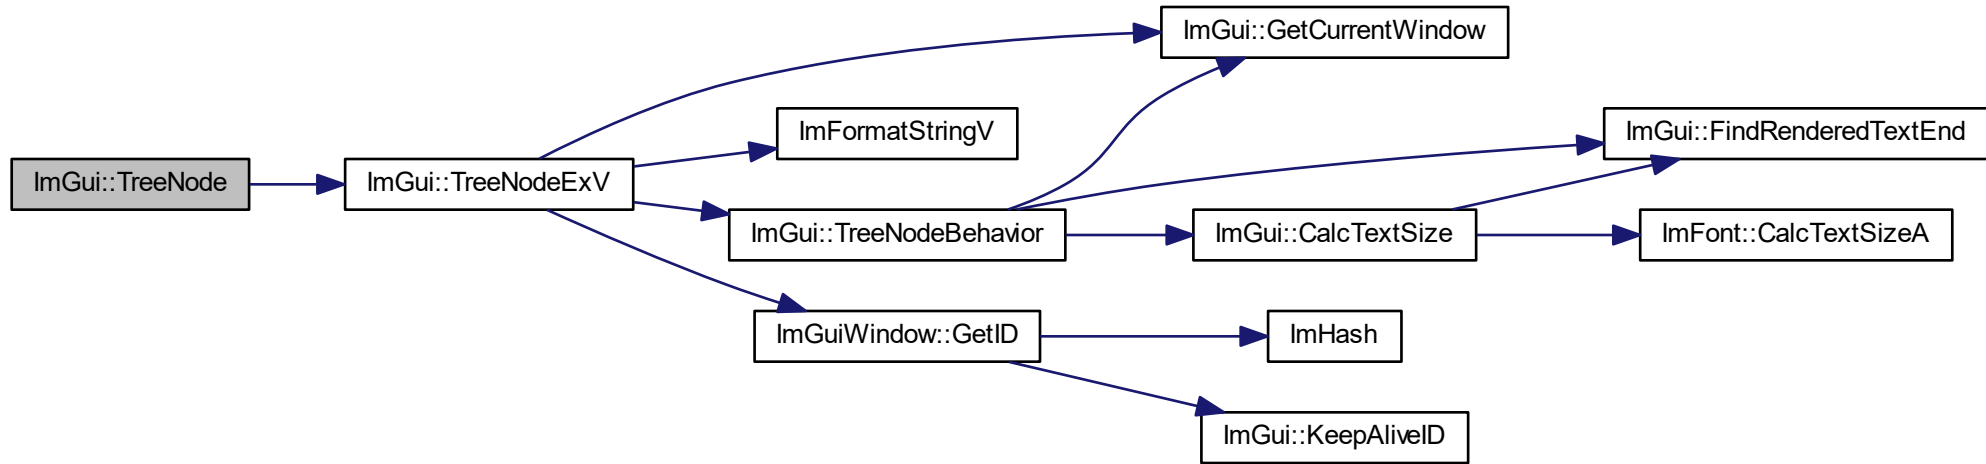 ImGui::GetCurrentWindow
ImFormatStringV
ImGui::FindRenderedTextEnd
ImGui::TreeNode
ImGui::TreeNodeExV
ImGui::TreeNodeBehavior
ImGui::CalcTextSize
ImFont::CalcTextSizeA
ImGuiWindow::GetID
ImHash
ImGui::KeepAliveID